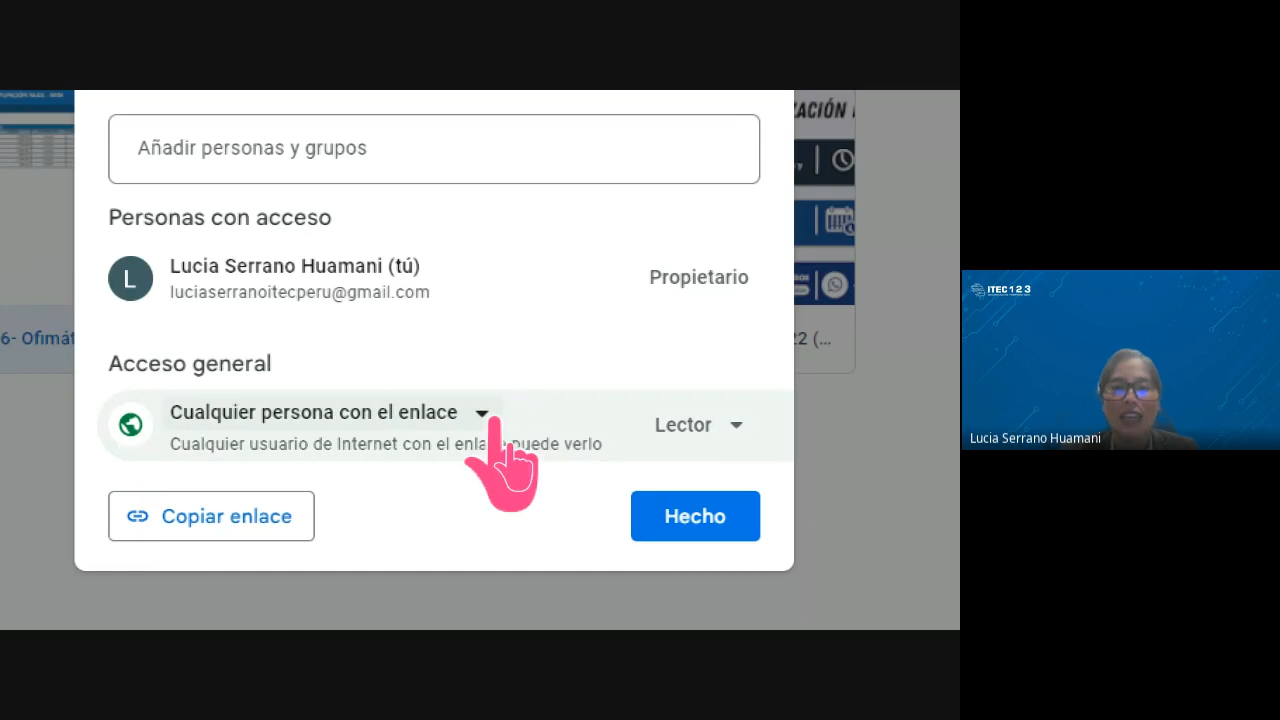 ACIÓN
Añadir personas y grupos
Personas con acceso
Lucia Serrano Huamani (tú)
luciaserranoitecperu@gmail.com
Propietario
L
6- Ofimát
22 (...
Acceso general
Cualquier persona con el enlace
Cualquier usuario de Internet con el enla puede verlo
Lector
Copiar enlace
Hecho
ITEC 1 2 3
Lucia Serrano Huamani